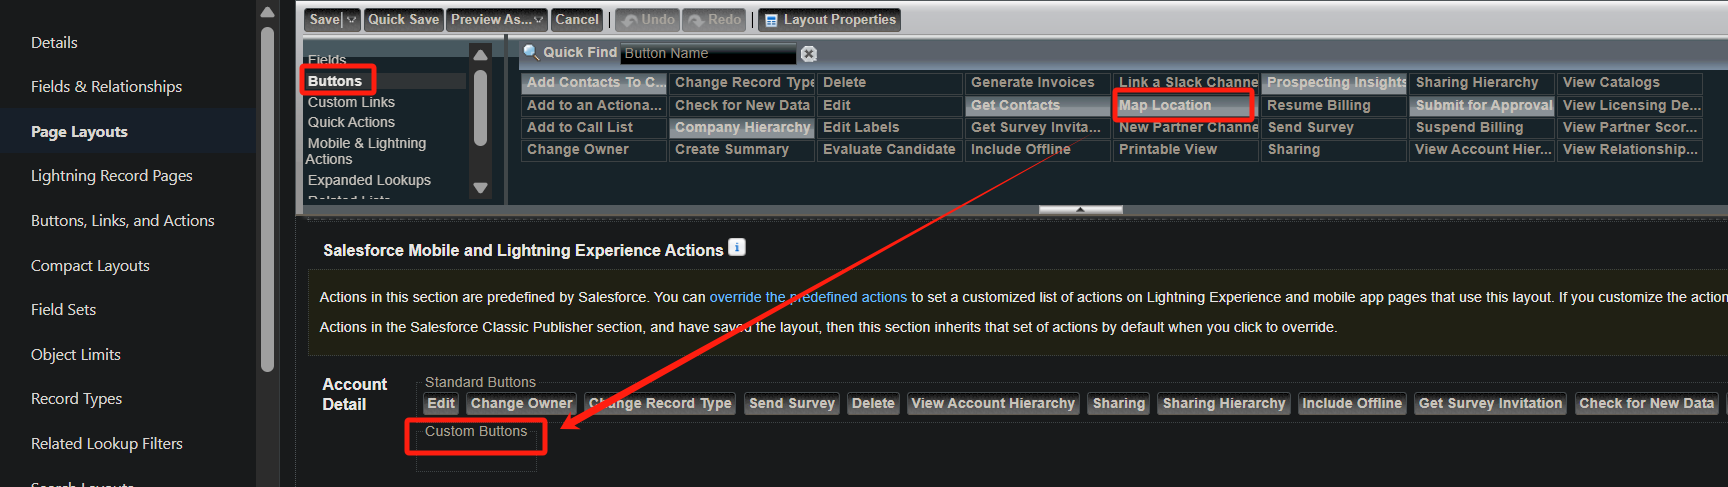 Details
Fields & Relationships
Page Layouts
Lightning Record Pages
Buttons, Links, and Actions
Compact Layouts
Field Sets
Object Limits
Record Types
Related Lookup Filters
Search Layouts
Save Quick Save Preview As... Cancel Undo Redo Layout Properties
Fields
Buttons
Custom Links
Quick Actions
Mobile & Lightning
Actions
Expanded Lookups
Related Lists
Quick Find Button Name
Add Contacts To C... Change Record Type Delete Generate Invoices Link a Slack Channe Prospecting Insights Sharing Hierarchy View Catalogs
Add to an Actiona... Check for New Data Edit Get Contacts Map Location Resume Billing Submit for Approval View Licensing De...
Add to Call List Company Hierarchy Edit Labels Get Survey Invita... New Partner Channe Send Survey Suspend Billing View Partner Scor...
Change Owner Create Summary Evaluate Candidate Include Offline Printable View Sharing View Account Hier... View Relationship...
Salesforce Mobile and Lightning Experience Actions i
Actions in this section are predefined by Salesforce. You can override the predefined actions to set a customized list of actions on Lightning Experience and mobile app pages that use this layout. If you customize the action
Actions in the Salesforce Classic Publisher section, and have saved the layout, then this section inherits that set of actions by default when you click to override.
Account
Detail
Standard Buttons
Edit Change Owner Change Record Type Send Survey Delete View Account Hierarchy Sharing Sharing Hierarchy Include Offline Get Survey Invitation Check for New Data
Custom Buttons